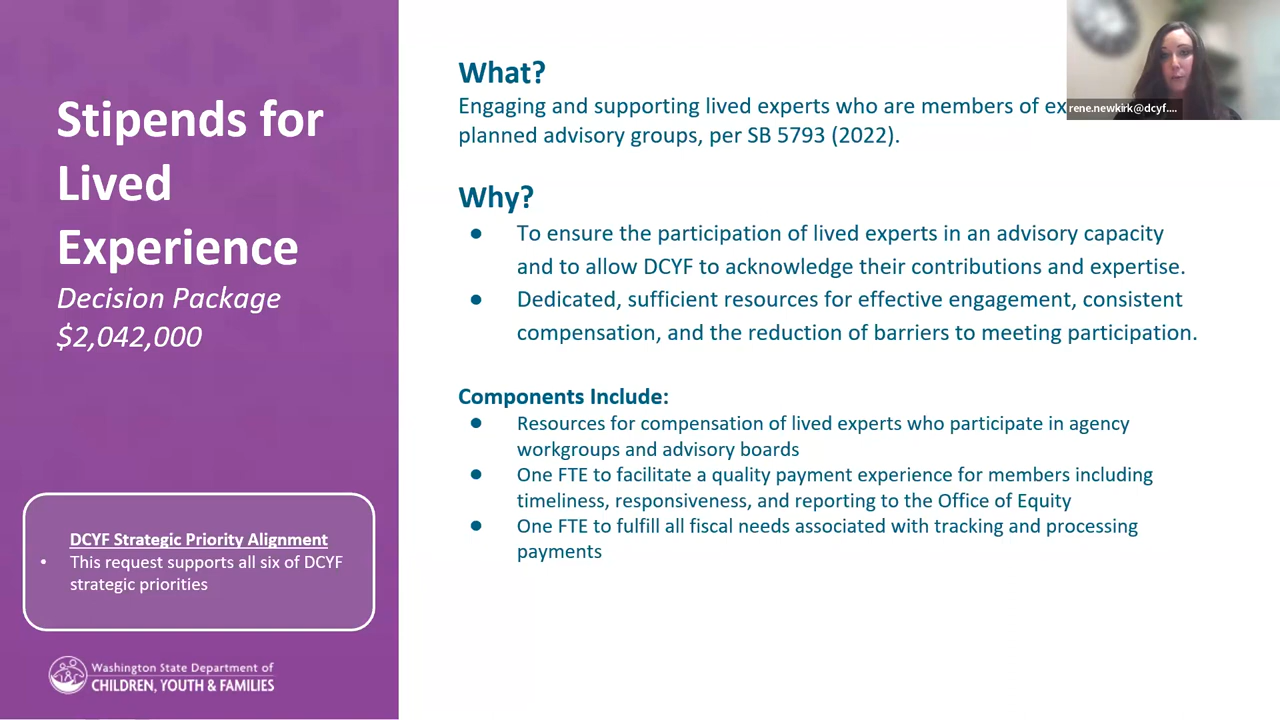 Stipends for
Lived
Experience
Decision Package
$2,042,000
DCYF Strategic Priority Alignment
• This request supports all six of DCYF
strategic priorities
Washington State Department of
CHILDREN, YOUTH & FAMILIES
What?
Engaging and supporting lived experts who are members of
planned advisory groups, per SB 5793 (2022).
Why?
● To ensure the participation of lived experts in an advisory capacity
and to allow DCYF to acknowledge their contributions and expertise.
● Dedicated, sufficient resources for effective engagement, consistent
compensation, and the reduction of barriers to meeting participation.
Components Include:
● Resources for compensation of lived experts who participate in agency
workgroups and advisory boards
● One FTE to facilitate a quality payment experience for members including
timeliness, responsiveness, and reporting to the Office of Equity
● One FTE to fulfill all fiscal needs associated with tracking and processing
payments
rene.newkirk@dcyf....